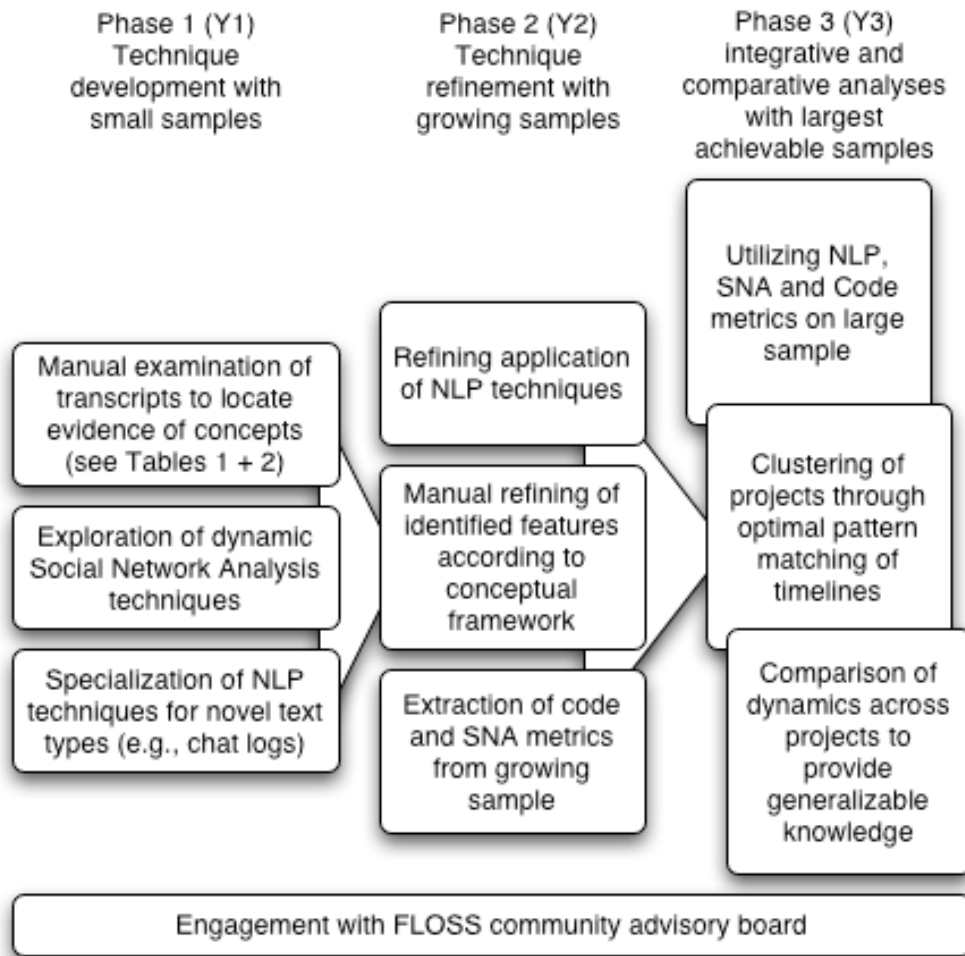 Phase 1 (Y1)
Technique
development with
small samples
Phase 2 (Y2)
Technique
refinement with
growing samples
Phase 3 (Y3)
integrative and
comparative analyses
with largest
achievable samples
Manual examination of
transcripts to locate
evidence of concepts
(see Tables 1 + 2)
Exploration of dynamic
Social Network Analysis
techniques
Specialization of NLP
techniques for novel text
types (e.g., chat logs)
Refining application
of NLP techniques
Manual refining of
identified features
according to
conceptual
framework
Extraction of code
and SNA metrics
from growing
sample
Utilizing NLP,
SNA and Code
metrics on large
sample
Clustering of
projects through
optimal pattern
matching of
timelines
Comparison of
dynamics across
projects to
provide
generalizable
knowledge
Engagement with FLOSS community advisory board